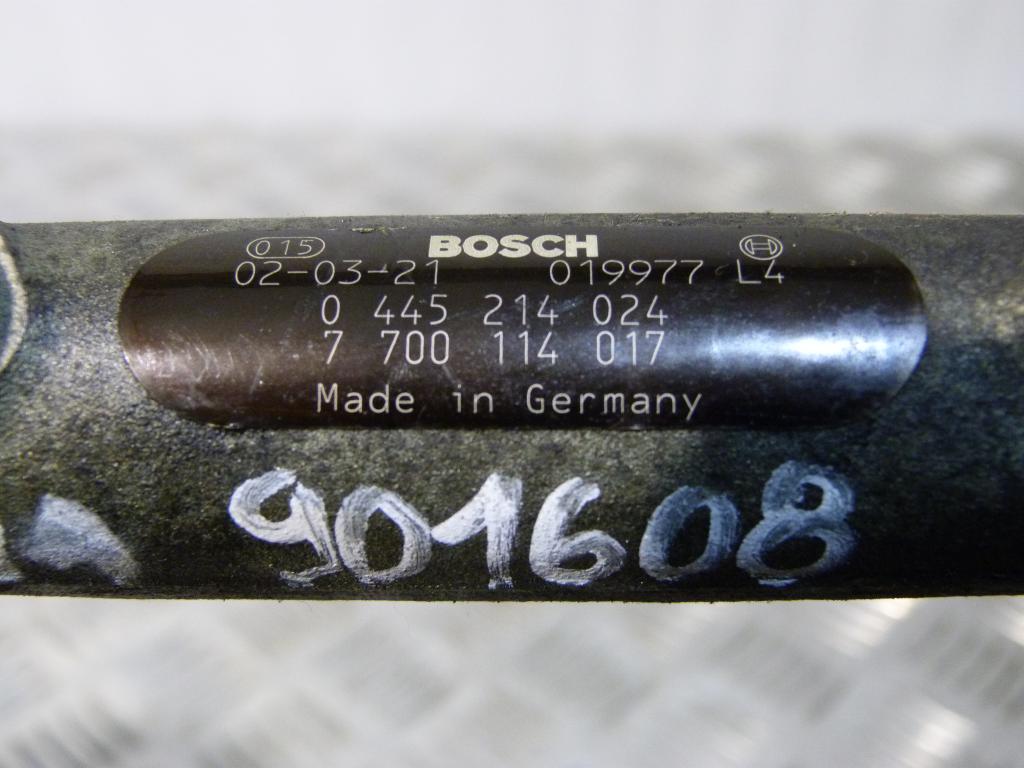 015 BOSCH
02-03-21 019977 L4
0 445 214 024
7 700 114 017
Made in Germany
901608